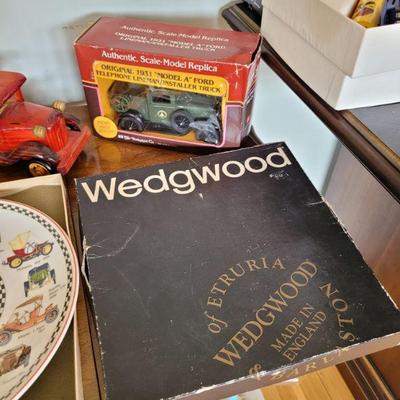 Authentic, Scale-Model Replica
Authentic, Scale-Model Replica
ORIGINAL 1931 "MODEL A" FORD
TELEPHONE LINEMAN/INSTALLER TRUCK
Wedgwood
of ETRURIA
WEDGWOOD
MADE IN
ENGLAND
& BARLASTON